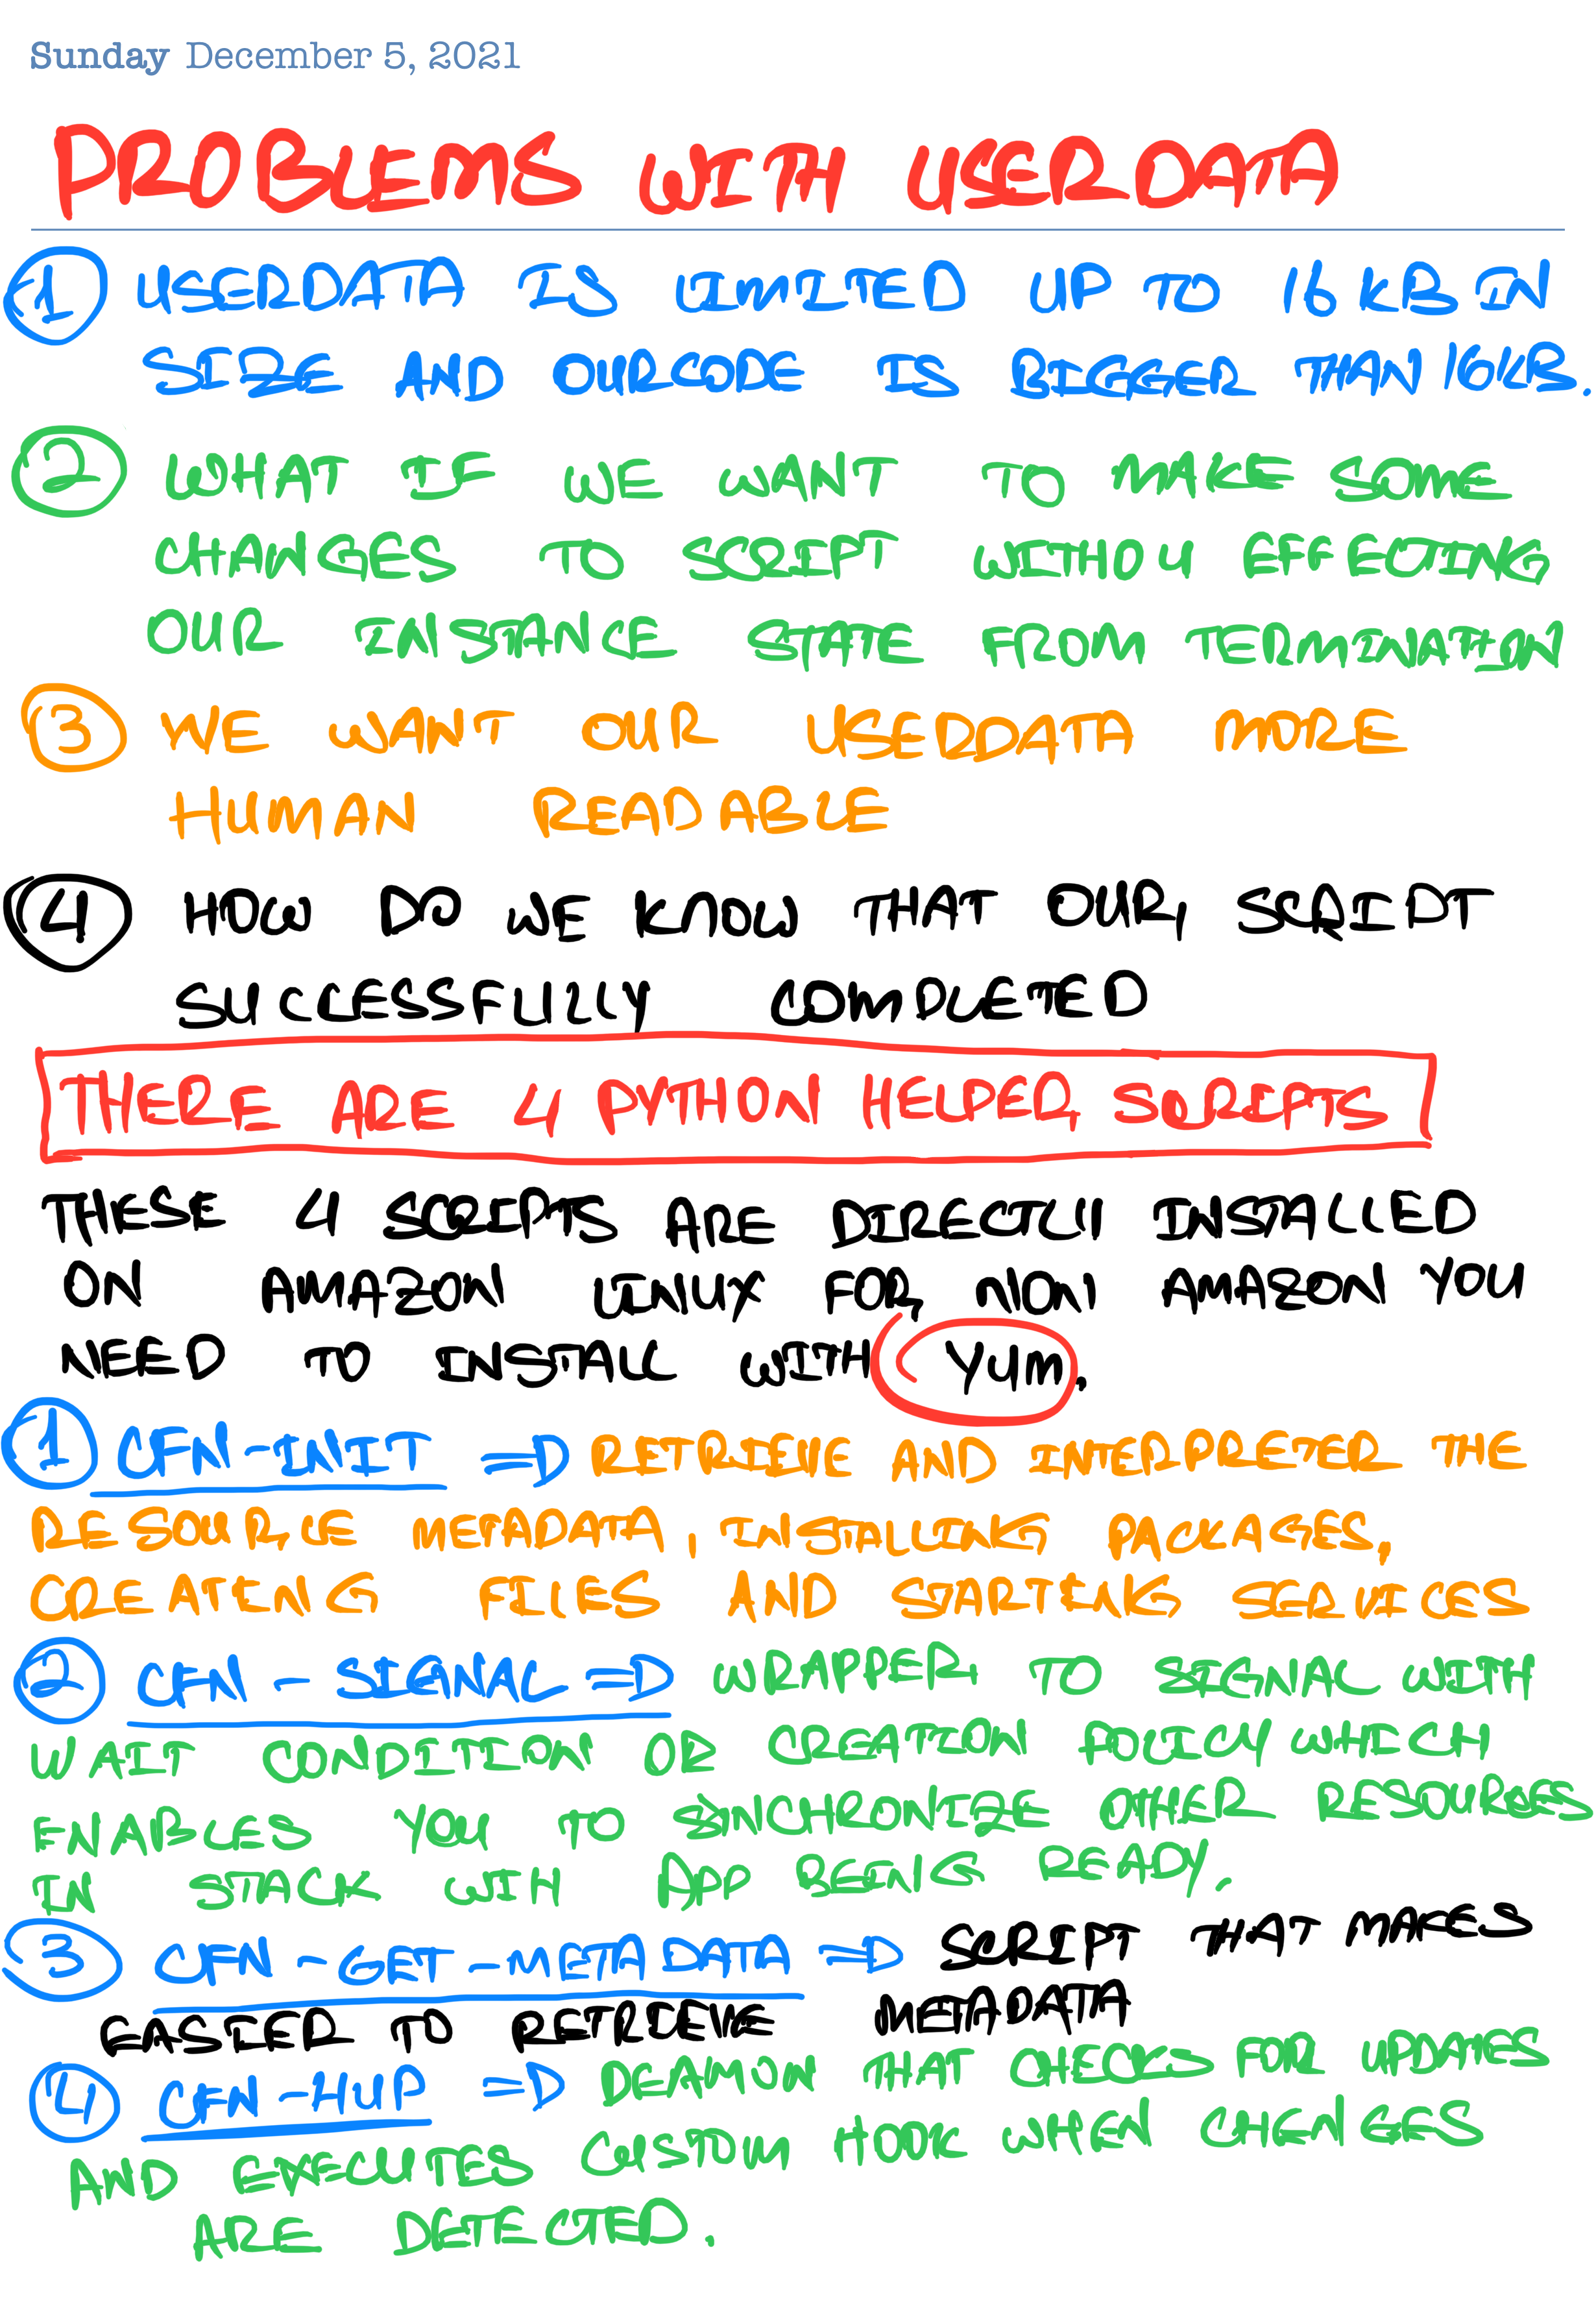 Sunday December 5, 2021
PROBLEMS WITH USERDATA
1 USERDATA IS LIMITED UP TO 16 KB IN
SIZE AND OUR CODE IS BIGGER THAN 16KB.
2 WHAT IF WE WANT TO MAKE SOME
CHANGES TO SCRIPT WITHOU EFFECTING
OUR INSTANCE STATE FROM TERMINATION
3 WE WANT OUR USERDDATA MORE
HUMAN READABLE
4 HOW DO WE KNOW THAT OUR SCRIPT
SUCCESSFULLY COMPLETED
THERE ARE 4 PYTHON HELPER SCRIPTS
THESE 4 SCRIPTS ARE DIRECTLY INSTALLED
ON AMAZON LINUX FOR NON AMAZON YOU
NEED TO INSTALL WITH YUM.
1 CFN-INIT => RETRIEVE AND INTERPRETER THE
RESOURCE METADATA, INSTALLING PACKAGES,
CREATING FILES AND STARTING SERVICES
2 CFN-SIGNAL => WRAPPER TO SIGNAL WITH
WAIT CONDITION OR CREATION POLICY WHICH
ENABLES YOU TO SINCHRONIZE OTHER RESOURCES
IN STACK WITH APP BEING READY.
3 CFN-GET-METADATA => SCRIPT THAT MAKES
EASIER TO RETRIEVE METADATA
4 CFN-HUP => DEAMON THAT CHECKS FOR UPDATES
AND EXECUTES CUSTOM HOOK WHEN CHENGES
ARE DETECTED.